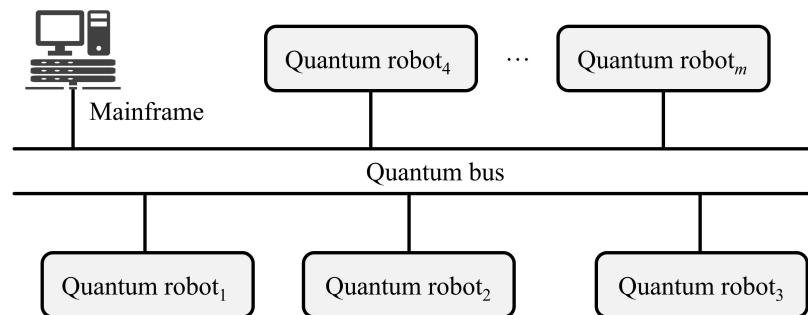 Quantum robot₄ ... Quantum robotₘ
Mainframe
Quantum bus
Quantum robot₁ Quantum robot₂ Quantum robot₃